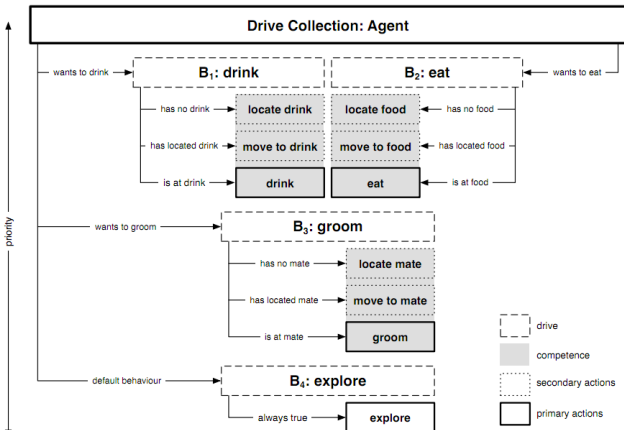 Drive Collection: Agent
wants to drink
B₁: drink
B₂: eat
wants to eat
has no drink
locate drink
locate food
has no food
has located drink
move to drink
move to food
has located food
is at drink
drink
eat
is at food
priority
wants to groom
B₃: groom
has no mate
locate mate
has located mate
move to mate
is at mate
groom
default behaviour
B₄: explore
always true
explore
drive
competence
secondary actions
primary actions